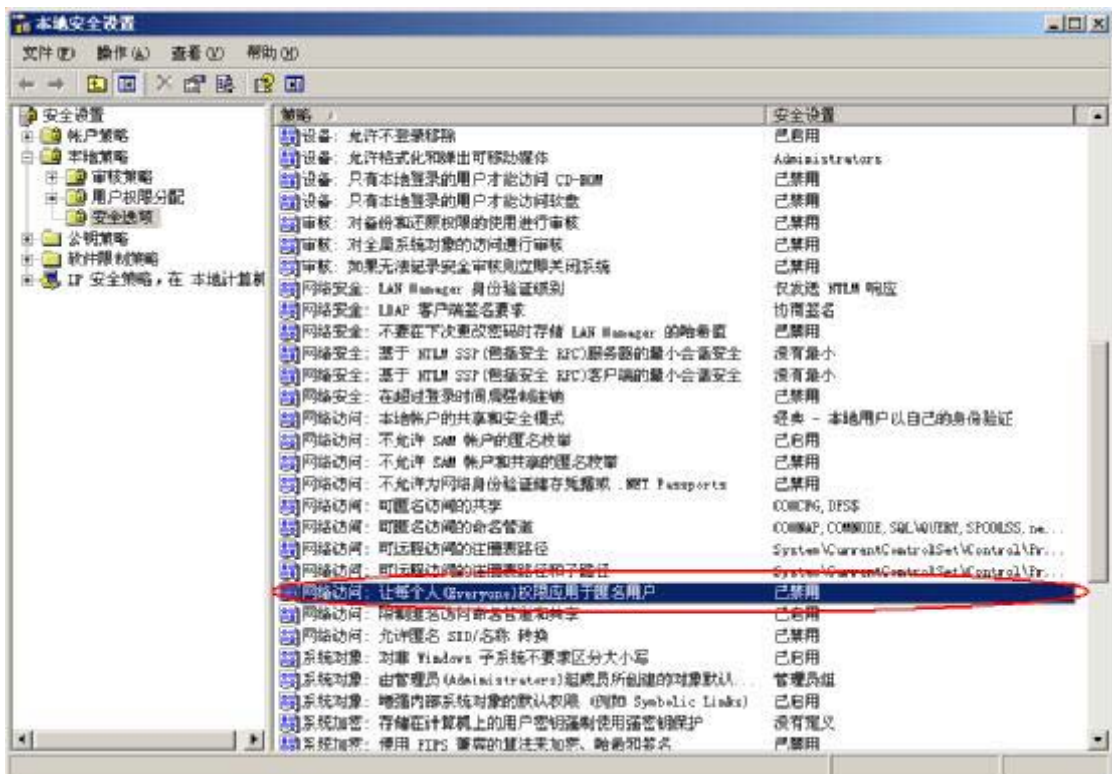 本地安全设置
文件(F) 操作(A) 查看(V) 帮助(H)
安全设置
帐户策略
本地策略
审核策略
用户权限分配
安全选项
公钥策略
软件限制策略
IP 安全策略，在 本地计算机
策略 安全设置
设备: 允许不登录移除 已启用
设备: 允许格式化和弹出可移动媒体 Administrators
设备: 只有本地登录的用户才能访问 CD-ROM 已禁用
设备: 只有本地登录的用户才能访问软盘 已禁用
审核: 对备份和还原权限的使用进行审核 已禁用
审核: 对全局系统对象的访问进行审核 已禁用
审核: 如果无法记录安全审核则立即关闭系统 已禁用
网络安全: LAN Manager 身份验证级别 仅发送 NTLM 响应
网络安全: LDAP 客户端签名要求 协商签名
网络安全: 不要在下次更改密码时存储 LAN Manager 的哈希值 已禁用
网络安全: 基于 NTLM SSP(包括安全 RPC)服务器的最小会话安全 没有最小
网络安全: 基于 NTLM SSP(包括安全 RPC)客户端的最小会话安全 没有最小
网络安全: 在超过登录时间后强制注销 已禁用
网络访问: 本地帐户的共享和安全模式 经典 - 本地用户以自己的身份验证
网络访问: 不允许 SAM 帐户的匿名枚举 已启用
网络访问: 不允许 SAM 帐户和共享的匿名枚举 已禁用
网络访问: 不允许为网络身份验证储存凭据或 .NET Passports 已禁用
网络访问: 可匿名访问的共享 COMCFG, DFS$
网络访问: 可匿名访问的命名管道 COMNAP, COMNODE, SQL\QUERY, SPOOLSS, ne...
网络访问: 可远程访问的注册表路径 System\CurrentControlSet\Control\Pr...
网络访问: 可远程访问的注册表路径和子路径 System\CurrentControlSet\Control\Pr...
网络访问: 让每个人(Everyone)权限应用于匿名用户 已禁用
网络访问: 限制匿名访问命名管道和共享 已启用
网络访问: 允许匿名 SID/名称 转换 已禁用
系统对象: 对非 Windows 子系统不要求区分大小写 已启用
系统对象: 由管理员(Administrators)组成员所创建的对象默认... 管理员组
系统对象: 增强内部系统对象的默认权限 (例如 Symbolic Links) 已启用
系统加密: 存储在计算机上的用户密钥强制使用强密钥保护 没有定义
系统加密: 使用 FIPS 兼容的算法来加密、哈希和签名 已禁用